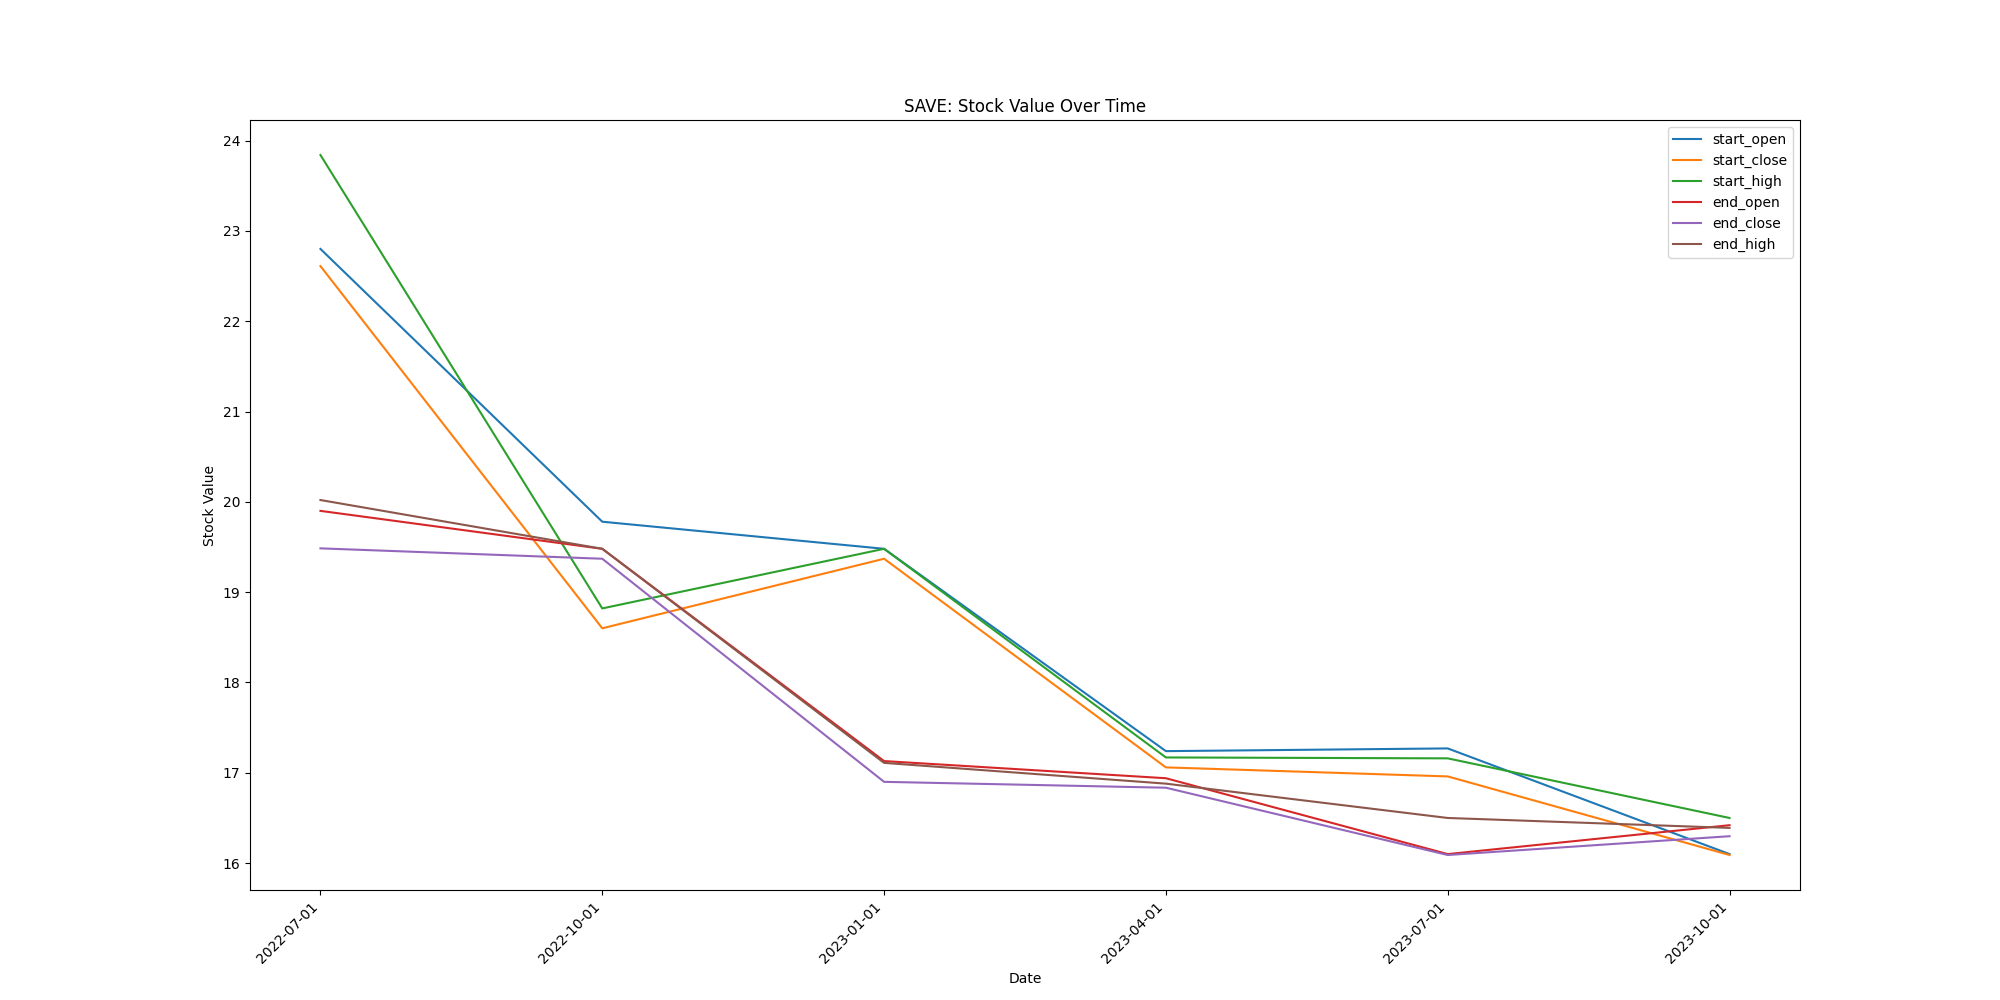 SAVE: Stock Value Over Time
start_open
start_close
start_high
end_open
end_close
end_high
24
23
22
21
20
19
18
17
16
Stock Value
2022-07-01
2022-10-01
2023-01-01
2023-04-01
2023-07-01
2023-10-01
Date